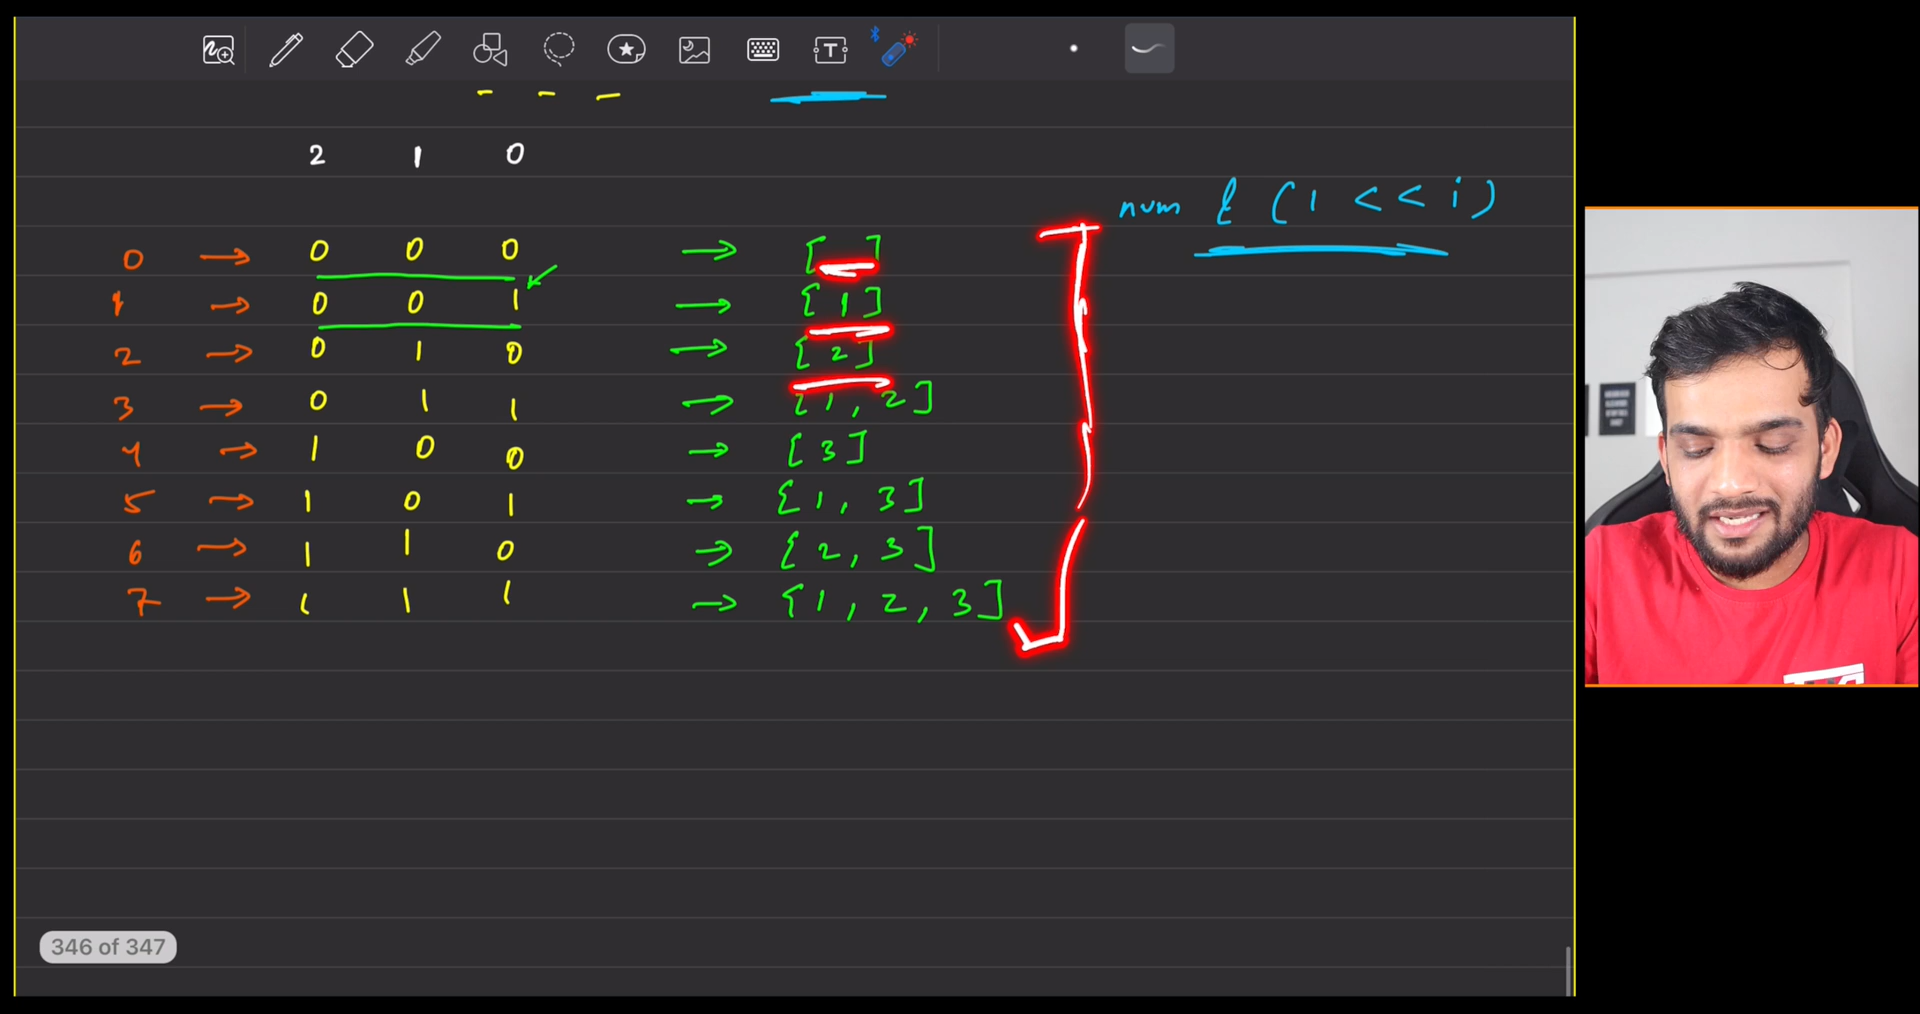 2 1 0
num & (1 << i)
0 → 0 0 0 → [ ]
1 → 0 0 1 → [1]
2 → 0 1 0 → [2]
3 → 0 1 1 → [1, 2]
4 → 1 0 0 → [3]
5 → 1 0 1 → [1, 3]
6 → 1 1 0 → [2, 3]
7 → 1 1 1 → [1, 2, 3]
346 of 347